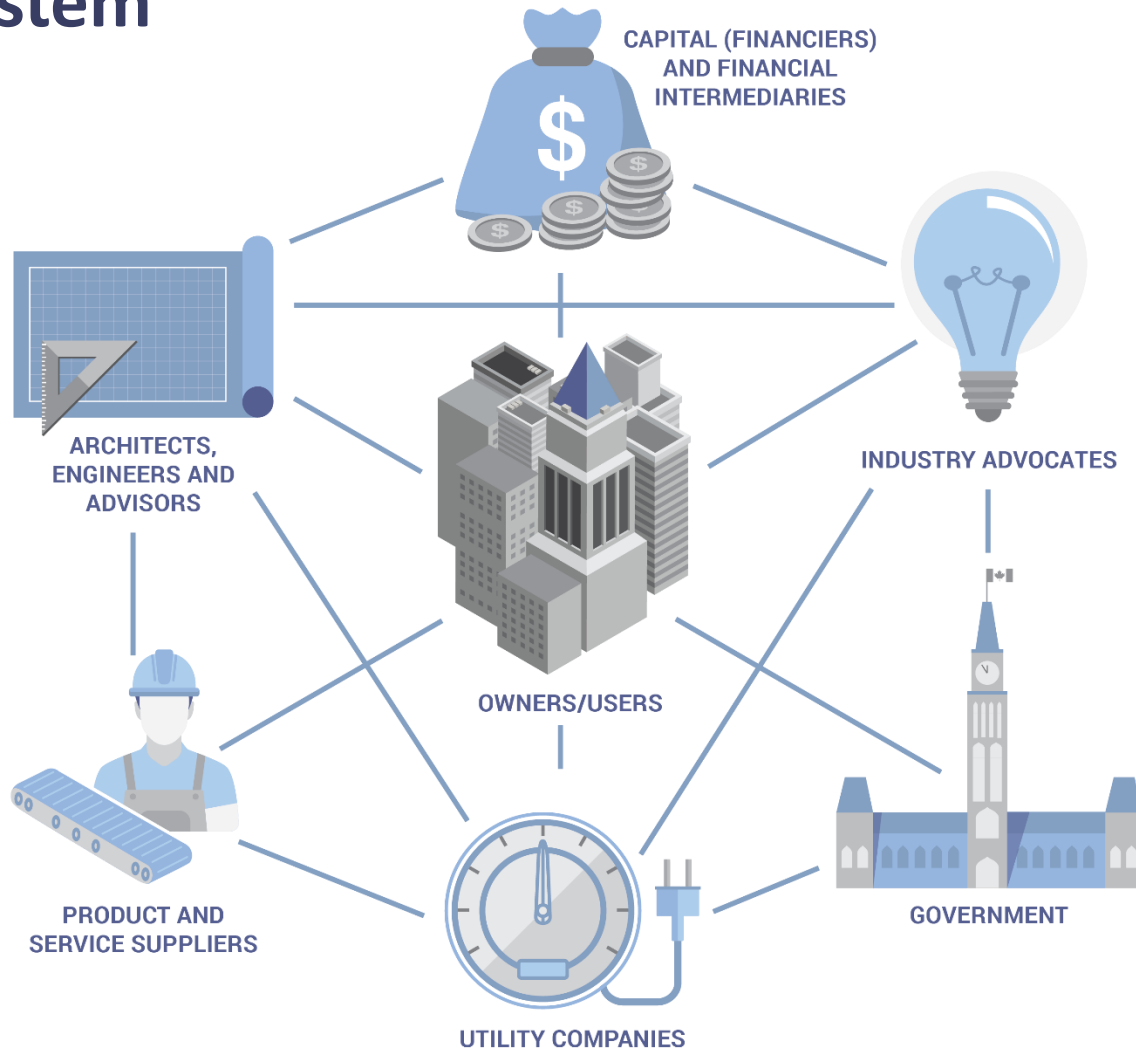 stem
CAPITAL (FINANCIERS)
AND FINANCIAL
INTERMEDIARIES
$
$
$
$
ARCHITECTS,
ENGINEERS AND
ADVISORS
INDUSTRY ADVOCATES
OWNERS/USERS
PRODUCT AND
SERVICE SUPPLIERS
GOVERNMENT
UTILITY COMPANIES